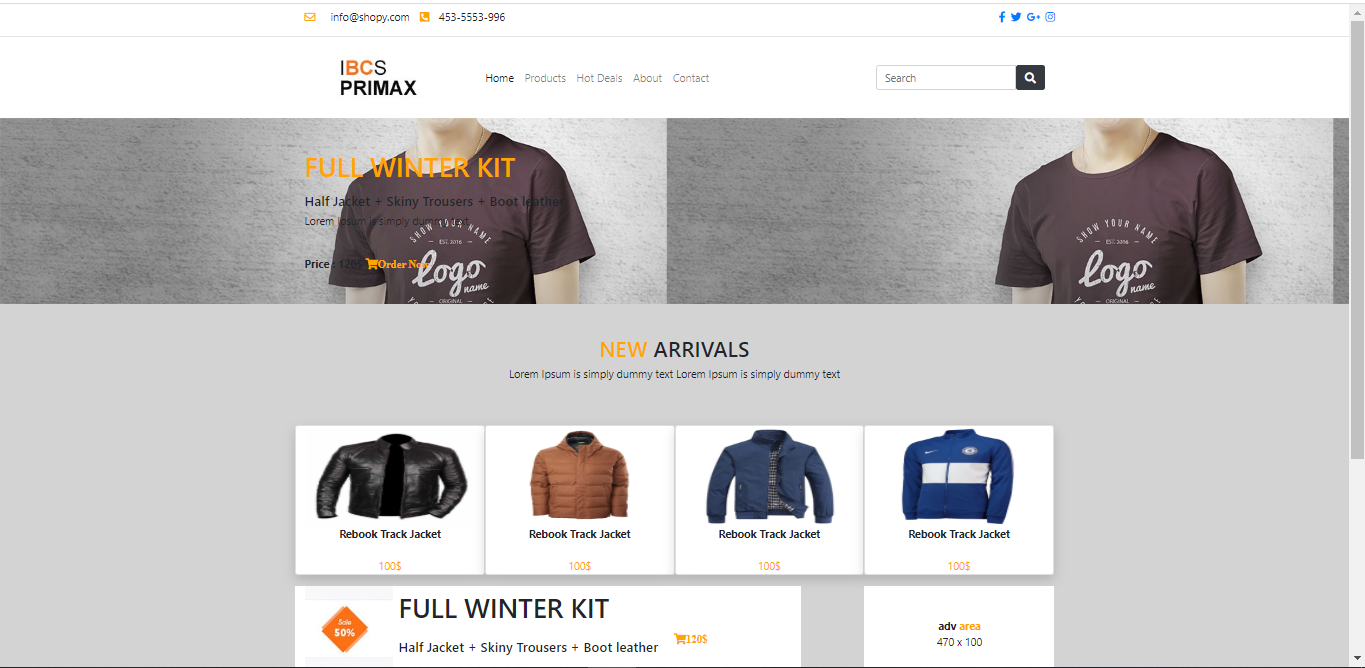 info@shopy.com 453-5553-996
IBCS
PRIMAX
Home Products Hot Deals About Contact
Search
FULL WINTER KIT
Half Jacket + Skiny Trousers + Boot leather
Lorem Ipsum is simply dummy text
Price : 120$ Order Now
SHOW YOUR NAME
EST. 2016
Logo
name
ORIGINAL
SHOW YOUR NAME
EST. 2016
Logo
name
ORIGINAL
NEW ARRIVALS
Lorem Ipsum is simply dummy text Lorem Ipsum is simply dummy text
Rebook Track Jacket
100$
Rebook Track Jacket
100$
Rebook Track Jacket
100$
Rebook Track Jacket
100$
Sale
50%
FULL WINTER KIT
Half Jacket + Skiny Trousers + Boot leather
120$
adv area
470 x 100